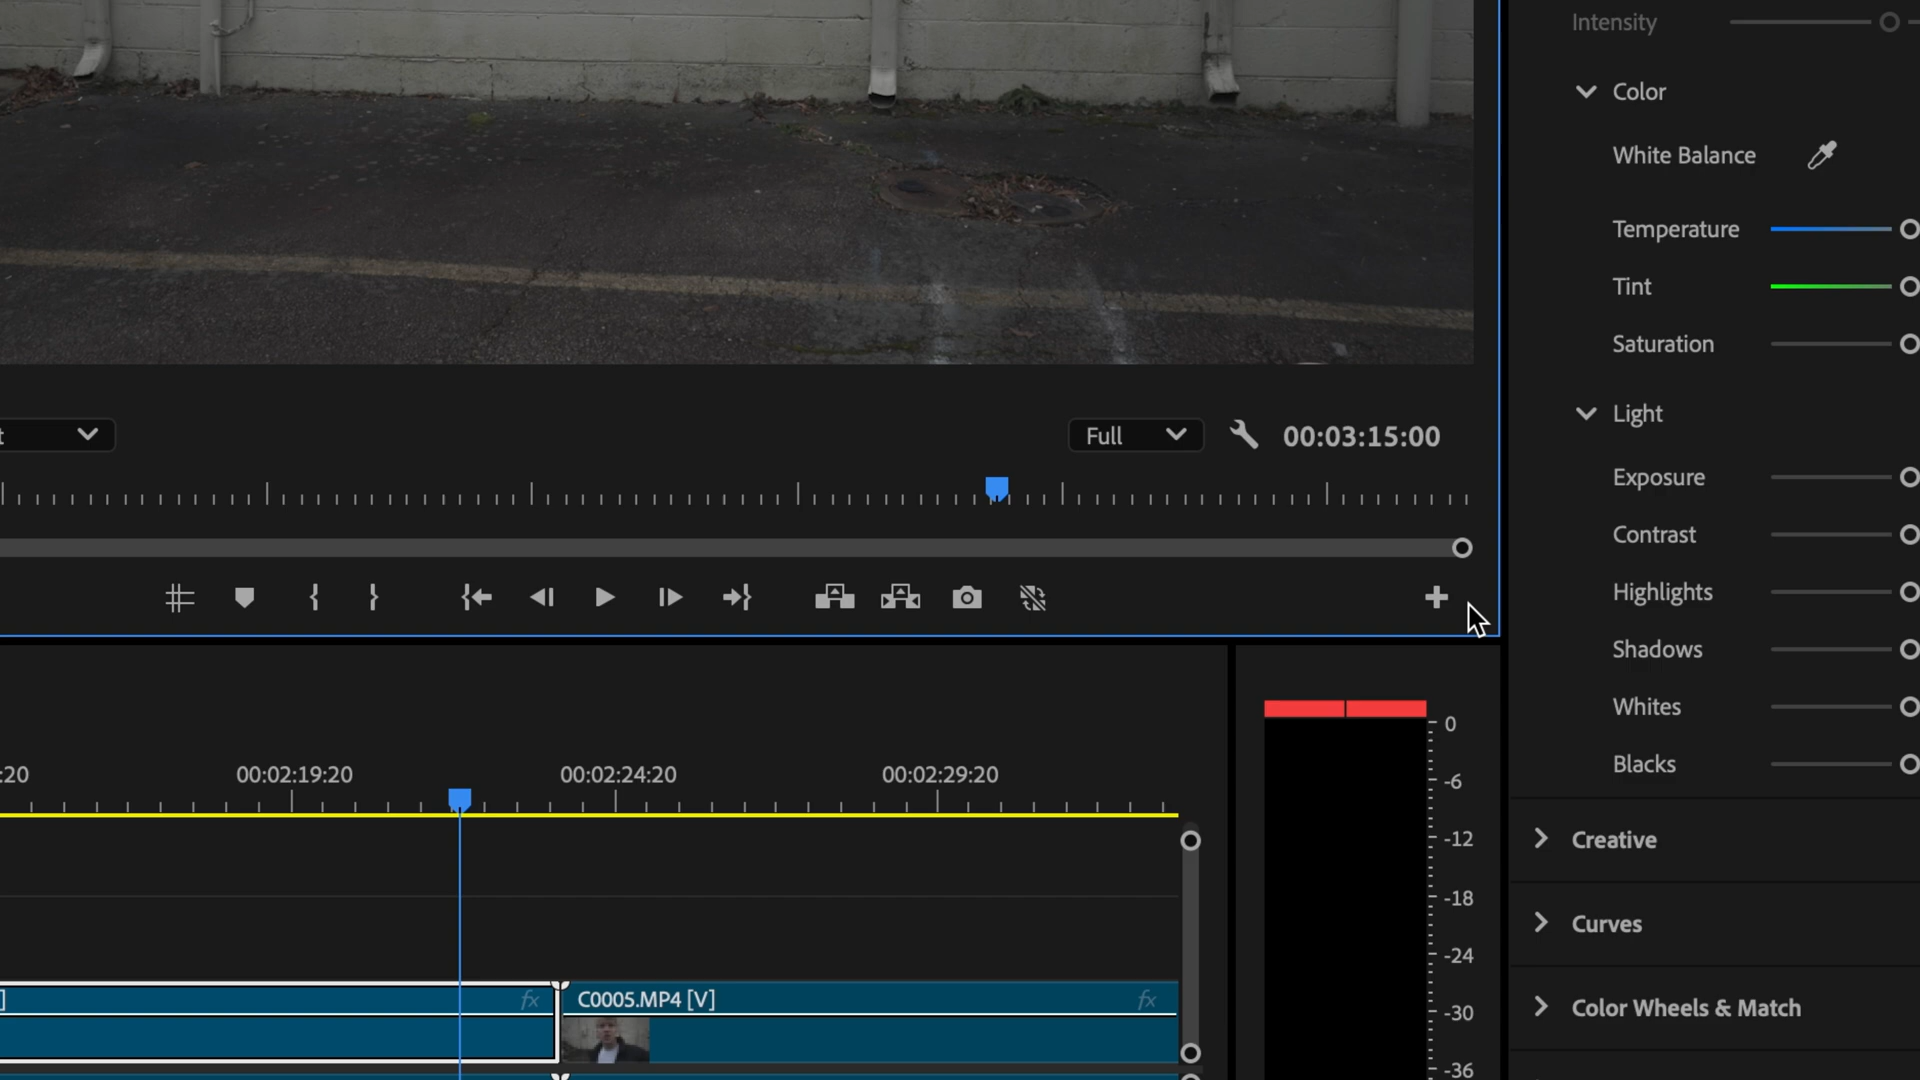 Intensity
Color
White Balance
Temperature
Tint
Saturation
Light
Exposure
Contrast
Highlights
Shadows
Whites
Blacks
Creative
Curves
Color Wheels & Match
t
Full
00:03:15:00
:20
00:02:19:20
00:02:24:20
00:02:29:20
]
fx
C0005.MP4 [V]
fx
0
-6
-12
-18
-24
-30
-36